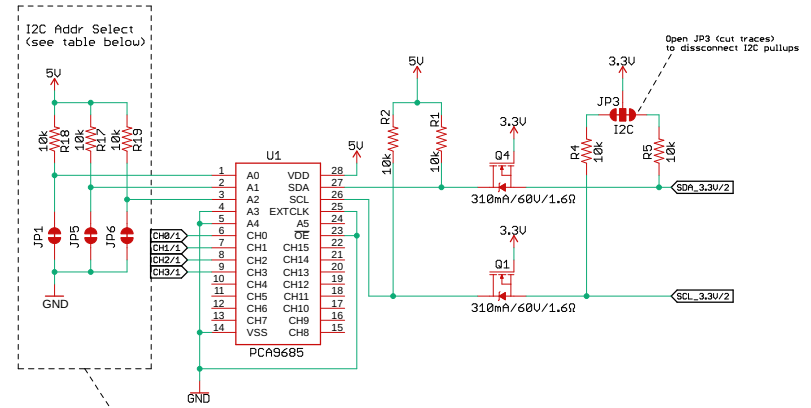 I2C Addr Select
(see table below)
5V
10k
R18
10k
R17
10k
R19
JP1
JP5
JP6
GND
CH0/1
CH1/1
CH2/1
CH3/1
U1
1 A0 VDD 28
2 A1 SDA 27
3 A2 SCL 26
4 A3 EXTCLK 25
5 A4 A5 24
6 CH0 OE 23
7 CH1 CH15 22
8 CH2 CH14 21
9 CH3 CH13 20
10 CH4 CH12 19
11 CH5 CH11 18
12 CH6 CH10 17
13 CH7 CH9 16
14 VSS CH8 15
PCA9685
GND
5V
5V
R2
10k
R1
10k
3.3V
Q4
310mA/60V/1.6Ω
3.3V
Q1
310mA/60V/1.6Ω
3.3V
JP3
I2C
R4
10k
R5
10k
Open JP3 (cut traces)
to dissconnect I2C pullups
SDA_3.3V/2
SCL_3.3V/2